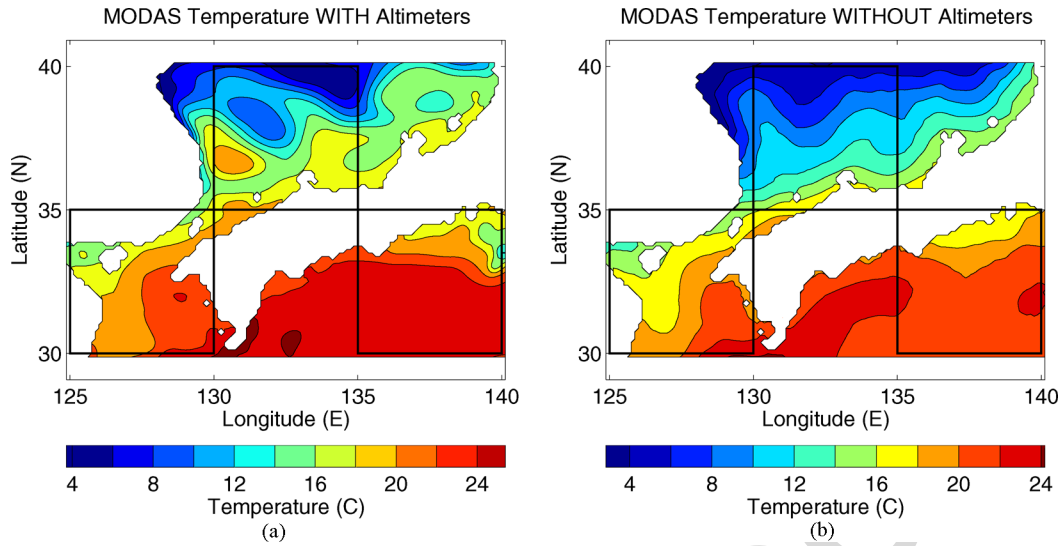 MODAS Temperature WITH Altimeters
MODAS Temperature WITHOUT Altimeters
40
35
30
Latitude (N)
125 130 135 140
Longitude (E)
4 8 12 16 20 24
Temperature (C)
(a)
40
35
30
Latitude (N)
125 130 135 140
Longitude (E)
4 8 12 16 20 24
Temperature (C)
(b)